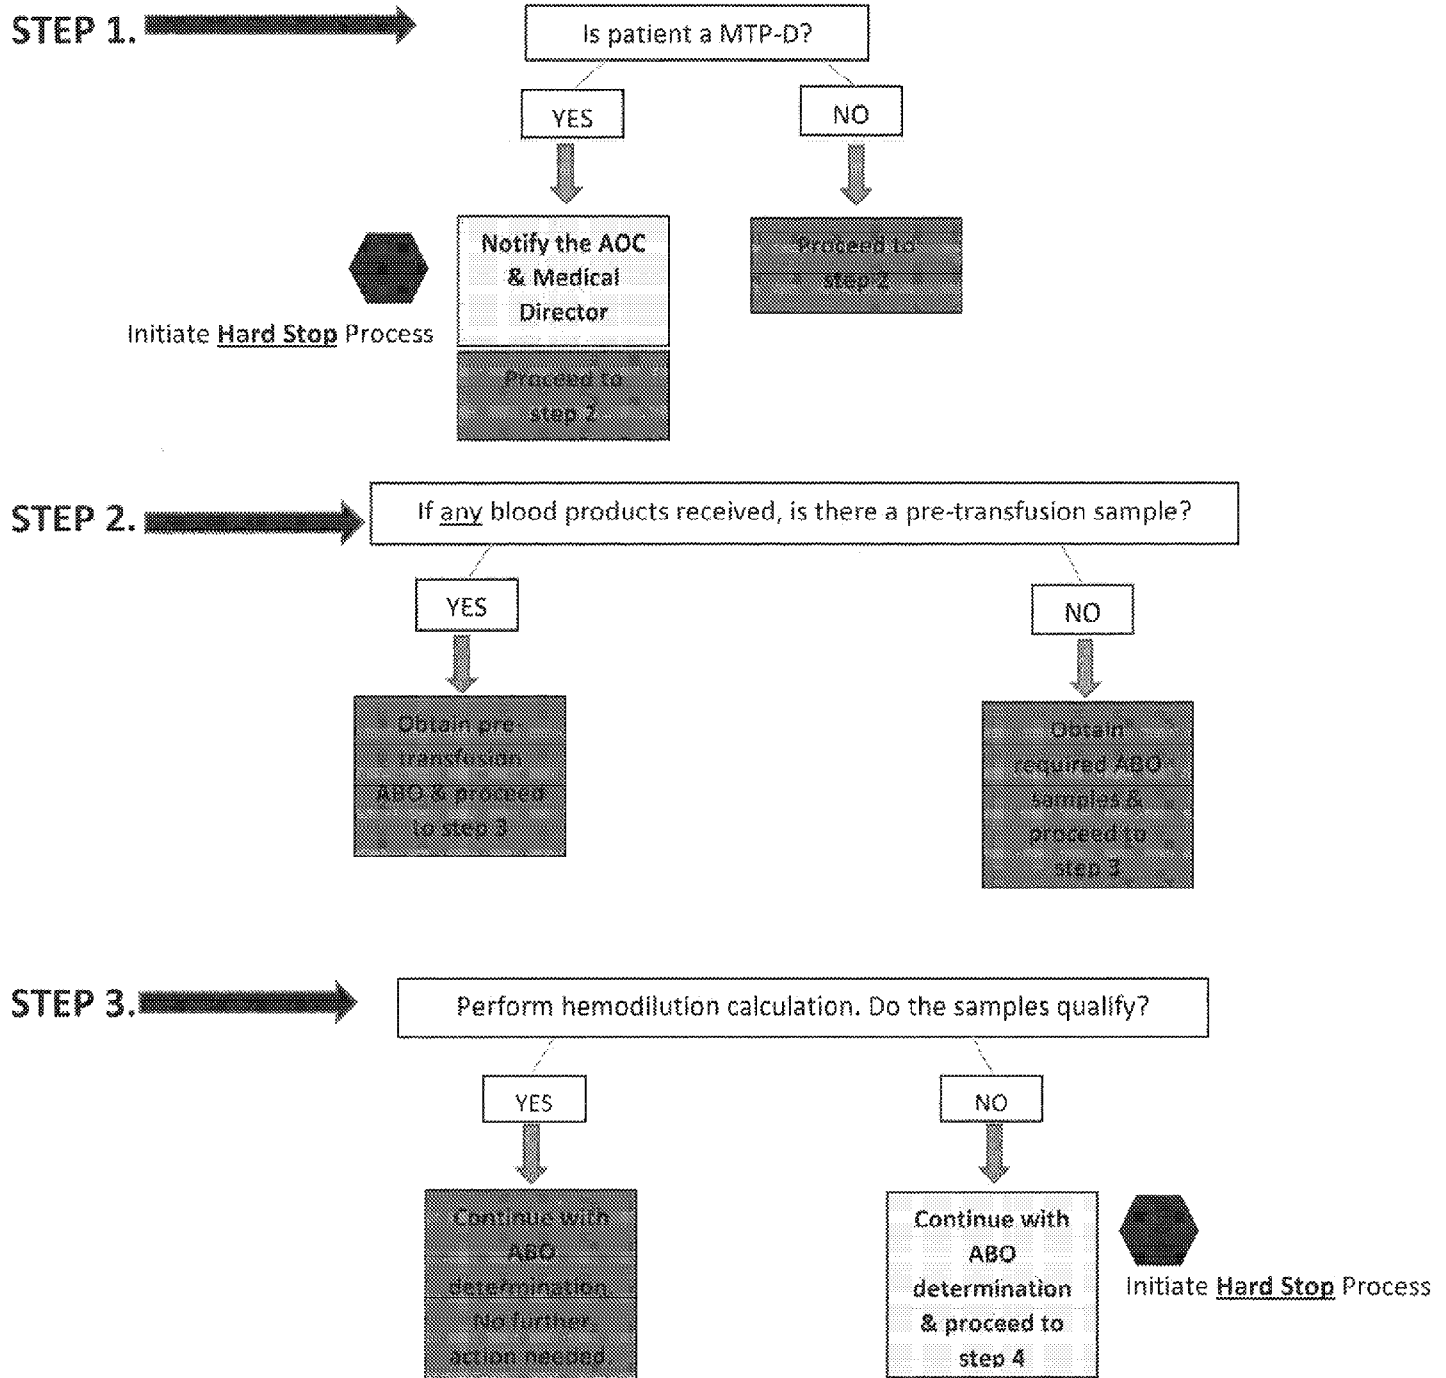 STEP 1.
Is patient a MTP-D?
YES
NO
Notify the AOC
& Medical
Director
Proceed to
step 2
Initiate Hard Stop Process
Proceed to
step 2
STEP 2.
If any blood products received, is there a pre-transfusion sample?
YES
NO
Obtain pre-
transfusion
ABO & proceed
to step 3
Obtain
required ABO
samples &
proceed to
step 3
STEP 3.
Perform hemodilution calculation. Do the samples qualify?
YES
NO
Continue with
ABO
determination.
No further
action needed.
Continue with
ABO
determination
& proceed to
step 4
Initiate Hard Stop Process